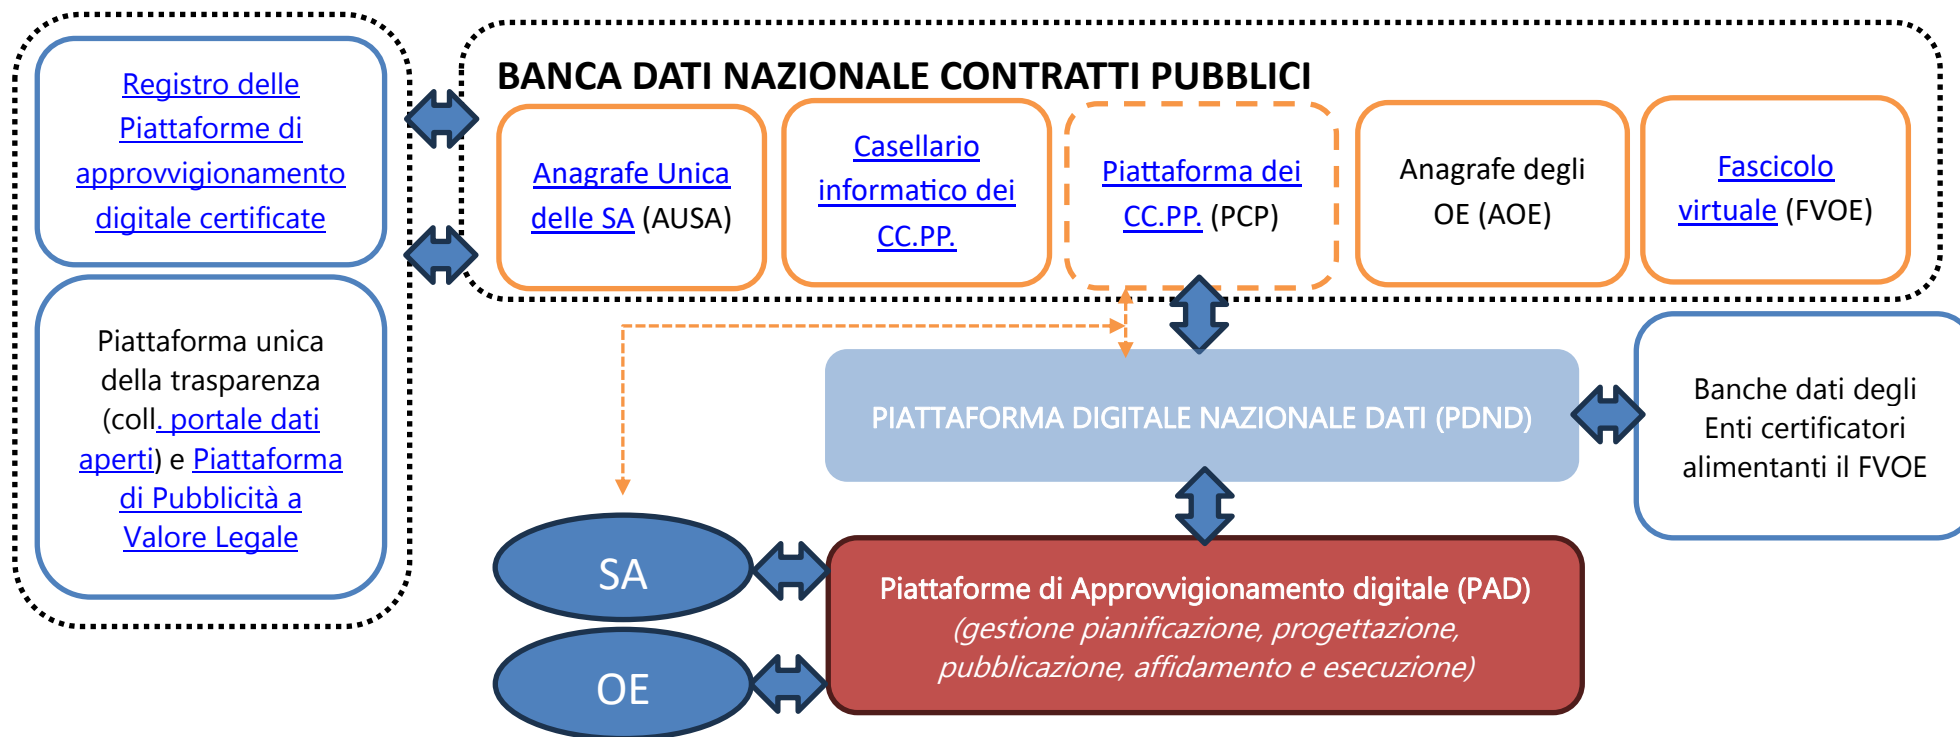 Registro delle
Piattaforme di
approvvigionamento
digitale certificate
Piattaforma unica
della trasparenza
(coll. portale dati
aperti) e Piattaforma
di Pubblicità a
Valore Legale
BANCA DATI NAZIONALE CONTRATTI PUBBLICI
Anagrafe Unica
delle SA (AUSA)
Casellario
informatico dei
CC.PP.
Piattaforma dei
CC.PP. (PCP)
Anagrafe degli
OE (AOE)
Fascicolo
virtuale (FVOE)
PIATTAFORMA DIGITALE NAZIONALE DATI (PDND)
Banche dati degli
Enti certificatori
alimentanti il FVOE
SA
OE
Piattaforme di Approvvigionamento digitale (PAD)
(gestione pianificazione, progettazione,
pubblicazione, affidamento e esecuzione)